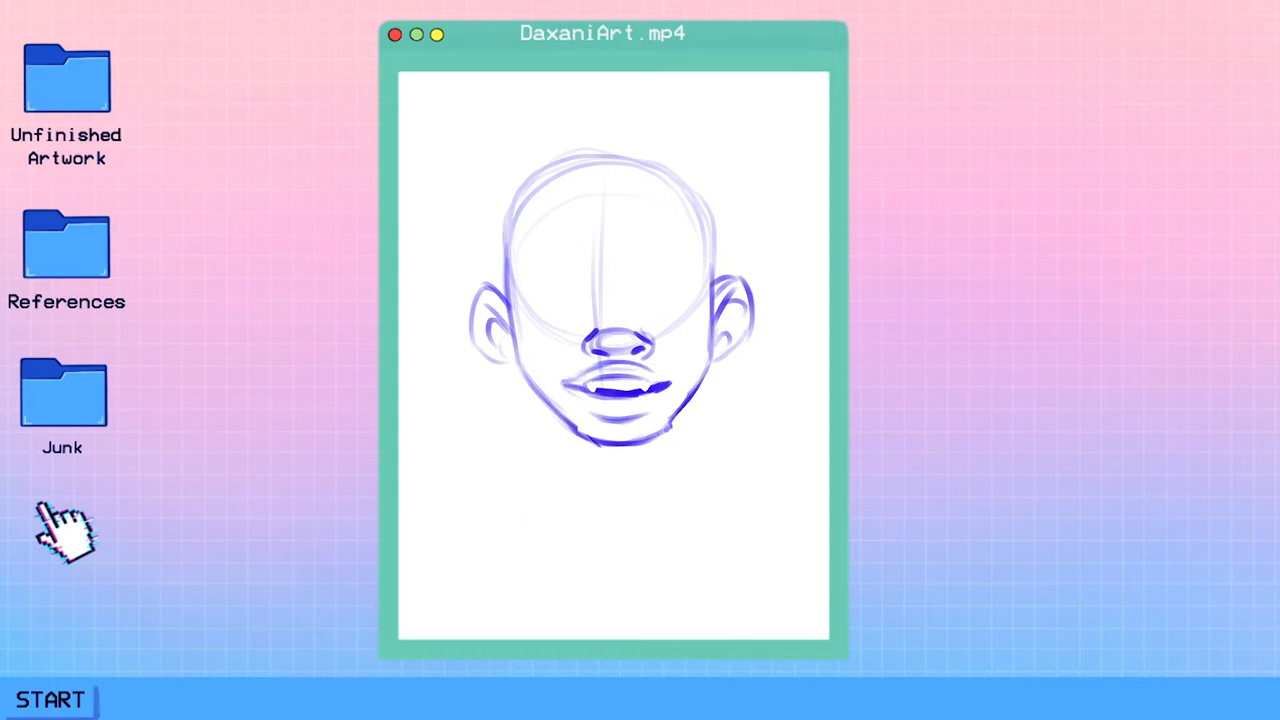 DaxaniArt.mp4
Unfinished
Artwork
References
Junk
START